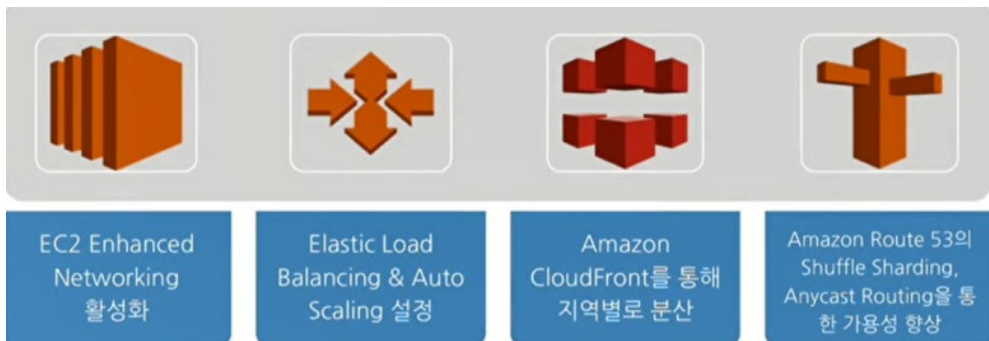 EC2 Enhanced
Networking
활성화
Elastic Load
Balancing & Auto
Scaling 설정
Amazon
CloudFront를 통해
지역별로 분산
Amazon Route 53의
Shuffle Sharding,
Anycast Routing을 통
한 가용성 향상